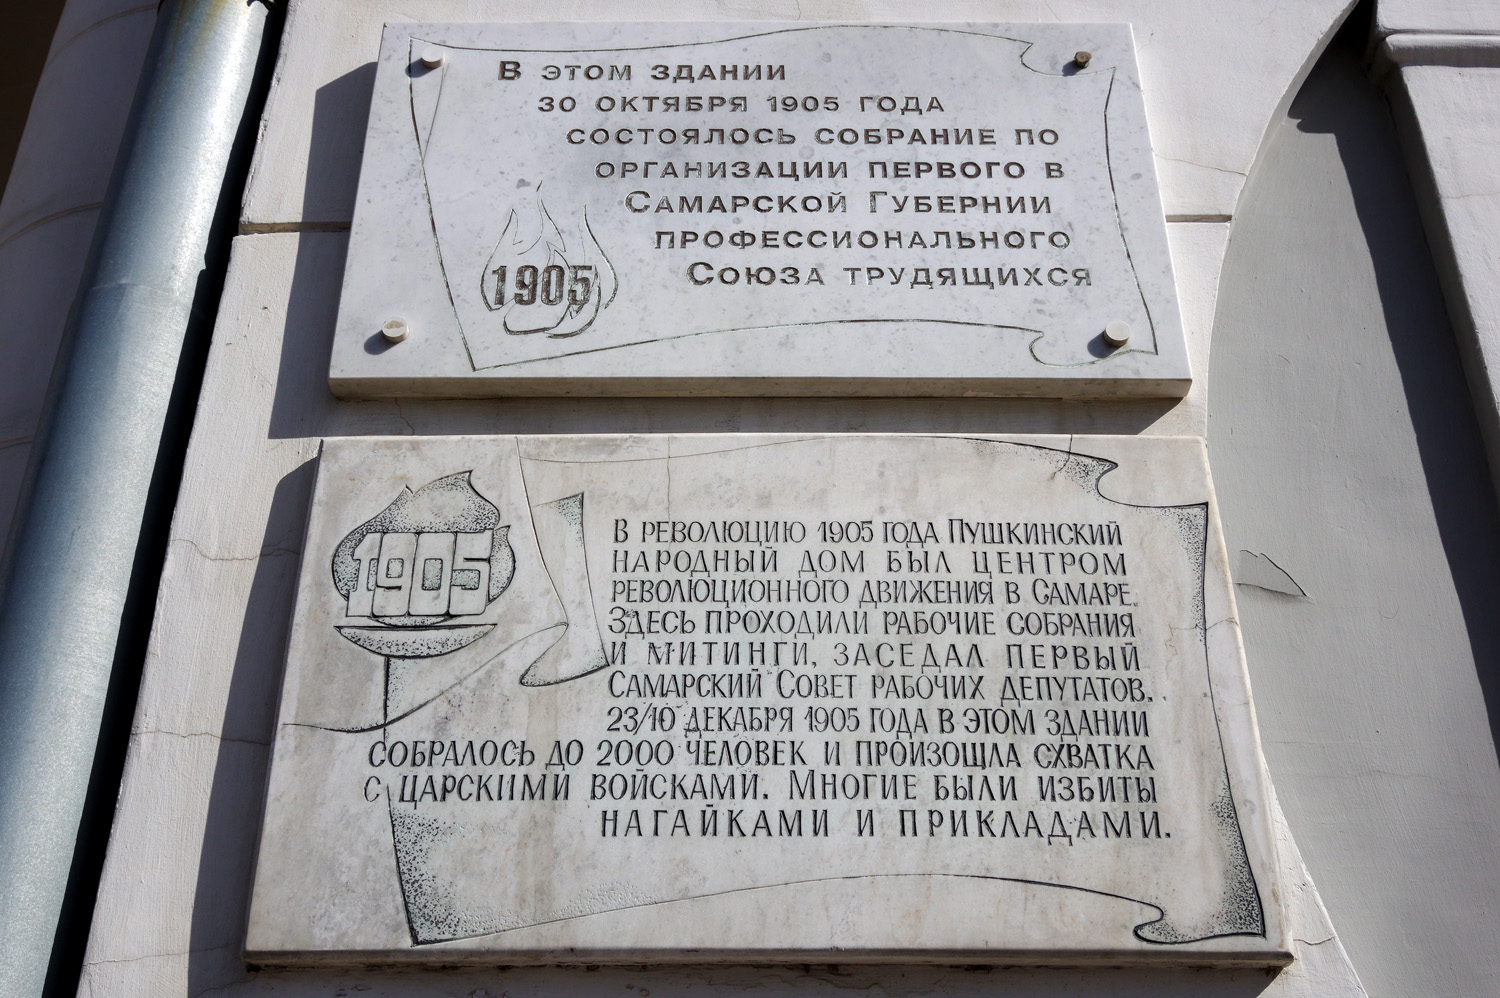 В этом здании
30 октября 1905 года
состоялось собрание по
организации первого в
Самарской Губернии
профессионального
Союза трудящихся
1905
1905
В революцию 1905 года Пушкинский
народный дом был центром
революционного движения в Самаре.
Здесь проходили рабочие собрания
и митинги, заседал первый
Самарский Совет рабочих депутатов.
23/10 декабря 1905 года в этом здании
собралось до 2000 человек и произошла схватка
с царскими войсками. Многие были избиты
нагайками и прикладами.